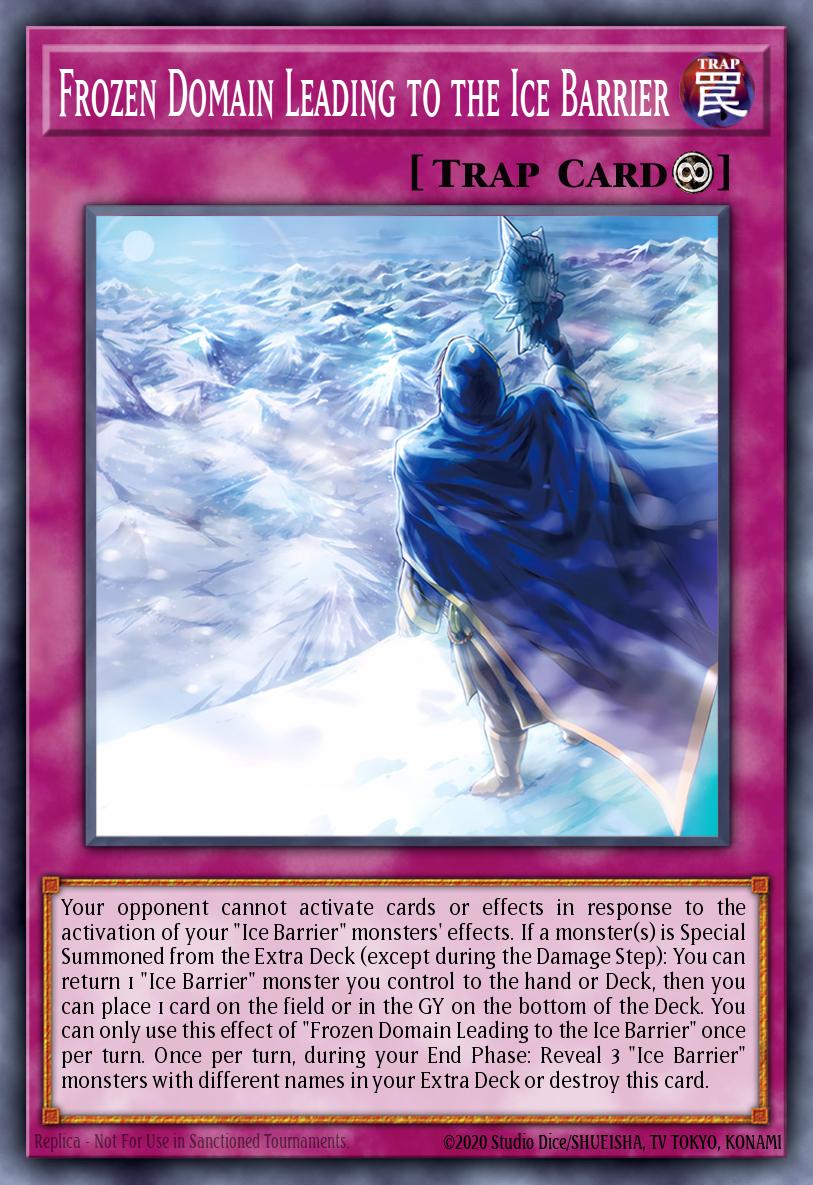 Frozen Domain Leading to the Ice Barrier
TRAP
罠
[Trap Card]
Your opponent cannot activate cards or effects in response to the
activation of your "Ice Barrier" monsters' effects. If a monster(s) is Special
Summoned from the Extra Deck (except during the Damage Step): You can
return 1 "Ice Barrier" monster you control to the hand or Deck, then you
can place 1 card on the field or in the GY on the bottom of the Deck. You
can only use this effect of "Frozen Domain Leading to the Ice Barrier" once
per turn. Once per turn, during your End Phase: Reveal 3 "Ice Barrier"
monsters with different names in your Extra Deck or destroy this card.
Replica - Not For Use in Sanctioned Tournaments.
©2020 Studio Dice/SHUEISHA, TV TOKYO, KONAMI